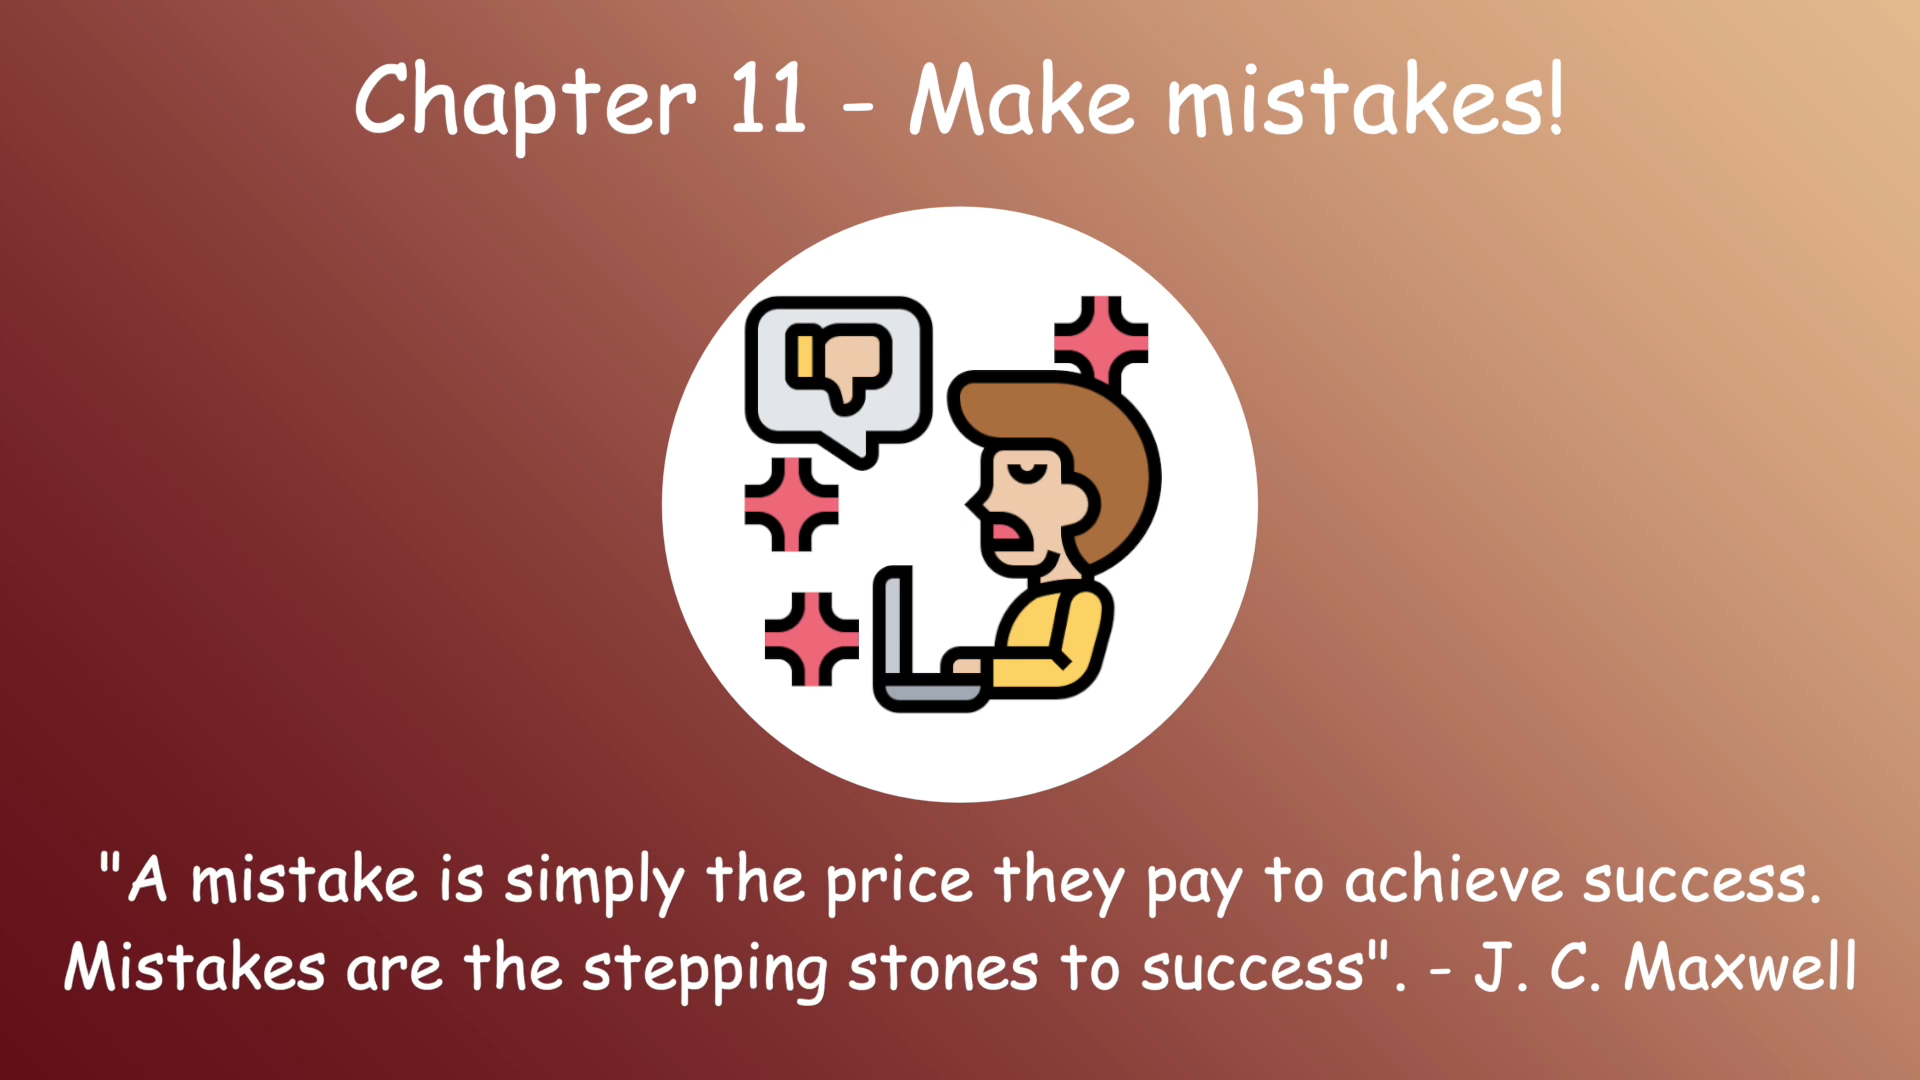 Chapter 11 - Make mistakes!
"A mistake is simply the price they pay to achieve success.
Mistakes are the stepping stones to success". - J. C. Maxwell